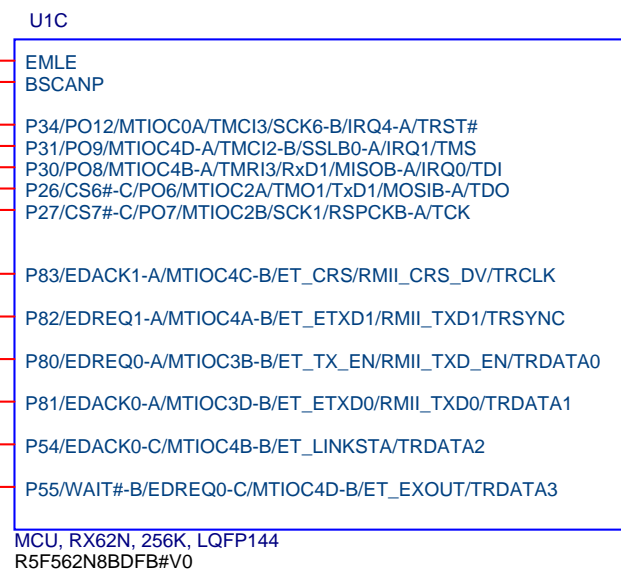 U1C
EMLE
BSCANP
P34/PO12/MTIOC0A/TMCI3/SCK6-B/IRQ4-A/TRST#
P31/PO9/MTIOC4D-A/TMCI2-B/SSLB0-A/IRQ1/TMS
P30/PO8/MTIOC4B-A/TMRI3/RxD1/MISOB-A/IRQ0/TDI
P26/CS6#-C/PO6/MTIOC2A/TMO1/TxD1/MOSIB-A/TDO
P27/CS7#-C/PO7/MTIOC2B/SCK1/RSPCKB-A/TCK
P83/EDACK1-A/MTIOC4C-B/ET_CRS/RMII_CRS_DV/TRCLK
P82/EDREQ1-A/MTIOC4A-B/ET_ETXD1/RMII_TXD1/TRSYNC
P80/EDREQ0-A/MTIOC3B-B/ET_TX_EN/RMII_TXD_EN/TRDATA0
P81/EDACK0-A/MTIOC3D-B/ET_ETXD0/RMII_TXD0/TRDATA1
P54/EDACK0-C/MTIOC4B-B/ET_LINKSTA/TRDATA2
P55/WAIT#-B/EDREQ0-C/MTIOC4D-B/ET_EXOUT/TRDATA3
MCU, RX62N, 256K, LQFP144
R5F562N8BDFB#V0